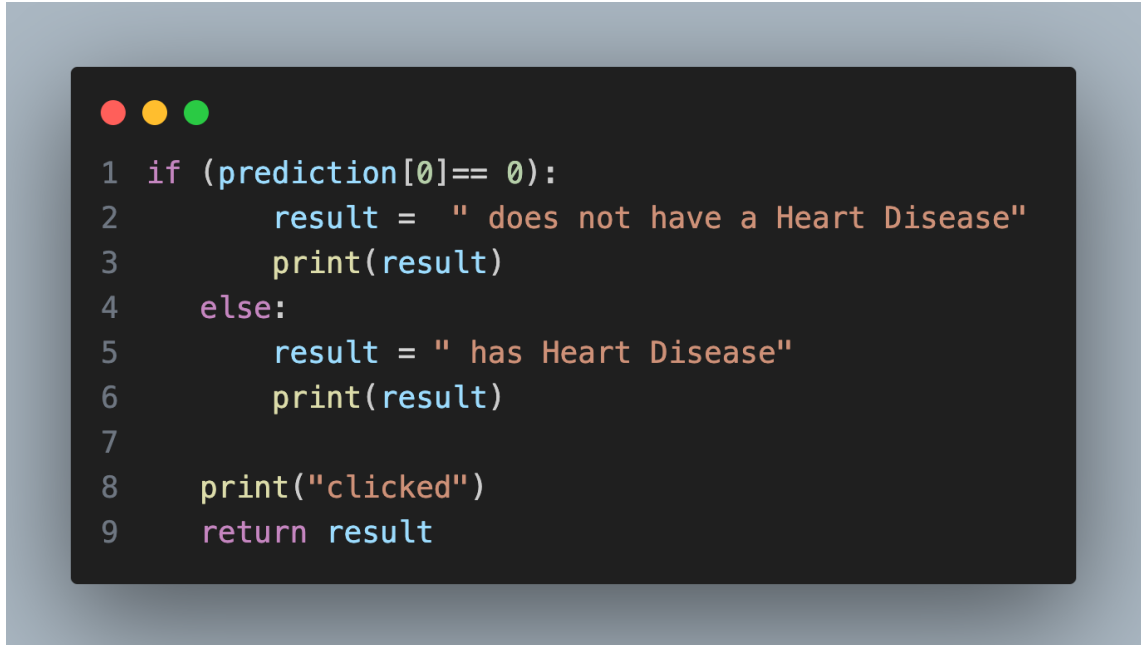 1 if (prediction[0]== 0):
2         result =  " does not have a Heart Disease"
3         print(result)
4     else:
5         result = " has Heart Disease"
6         print(result)
7
8     print("clicked")
9     return result